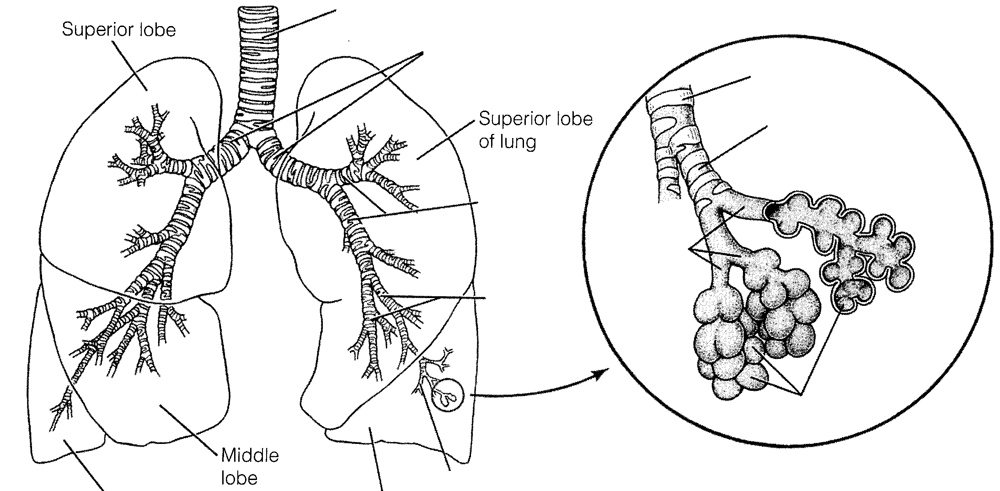 Superior lobe
Superior lobe
of lung
Middle
lobe